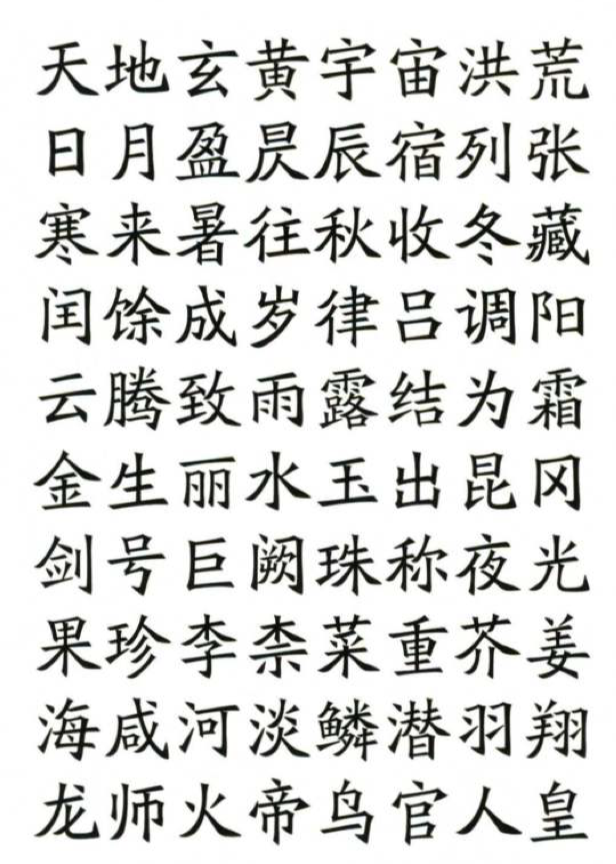 天地玄黄宇宙洪荒
日月盈昃辰宿列张
寒来暑往秋收冬藏
闰馀成岁律吕调阳
云腾致雨露结为霜
金生丽水玉出昆冈
剑号巨阙珠称夜光
果珍李柰菜重芥姜
海咸河淡鳞潜羽翔
龙师火帝鸟官人皇